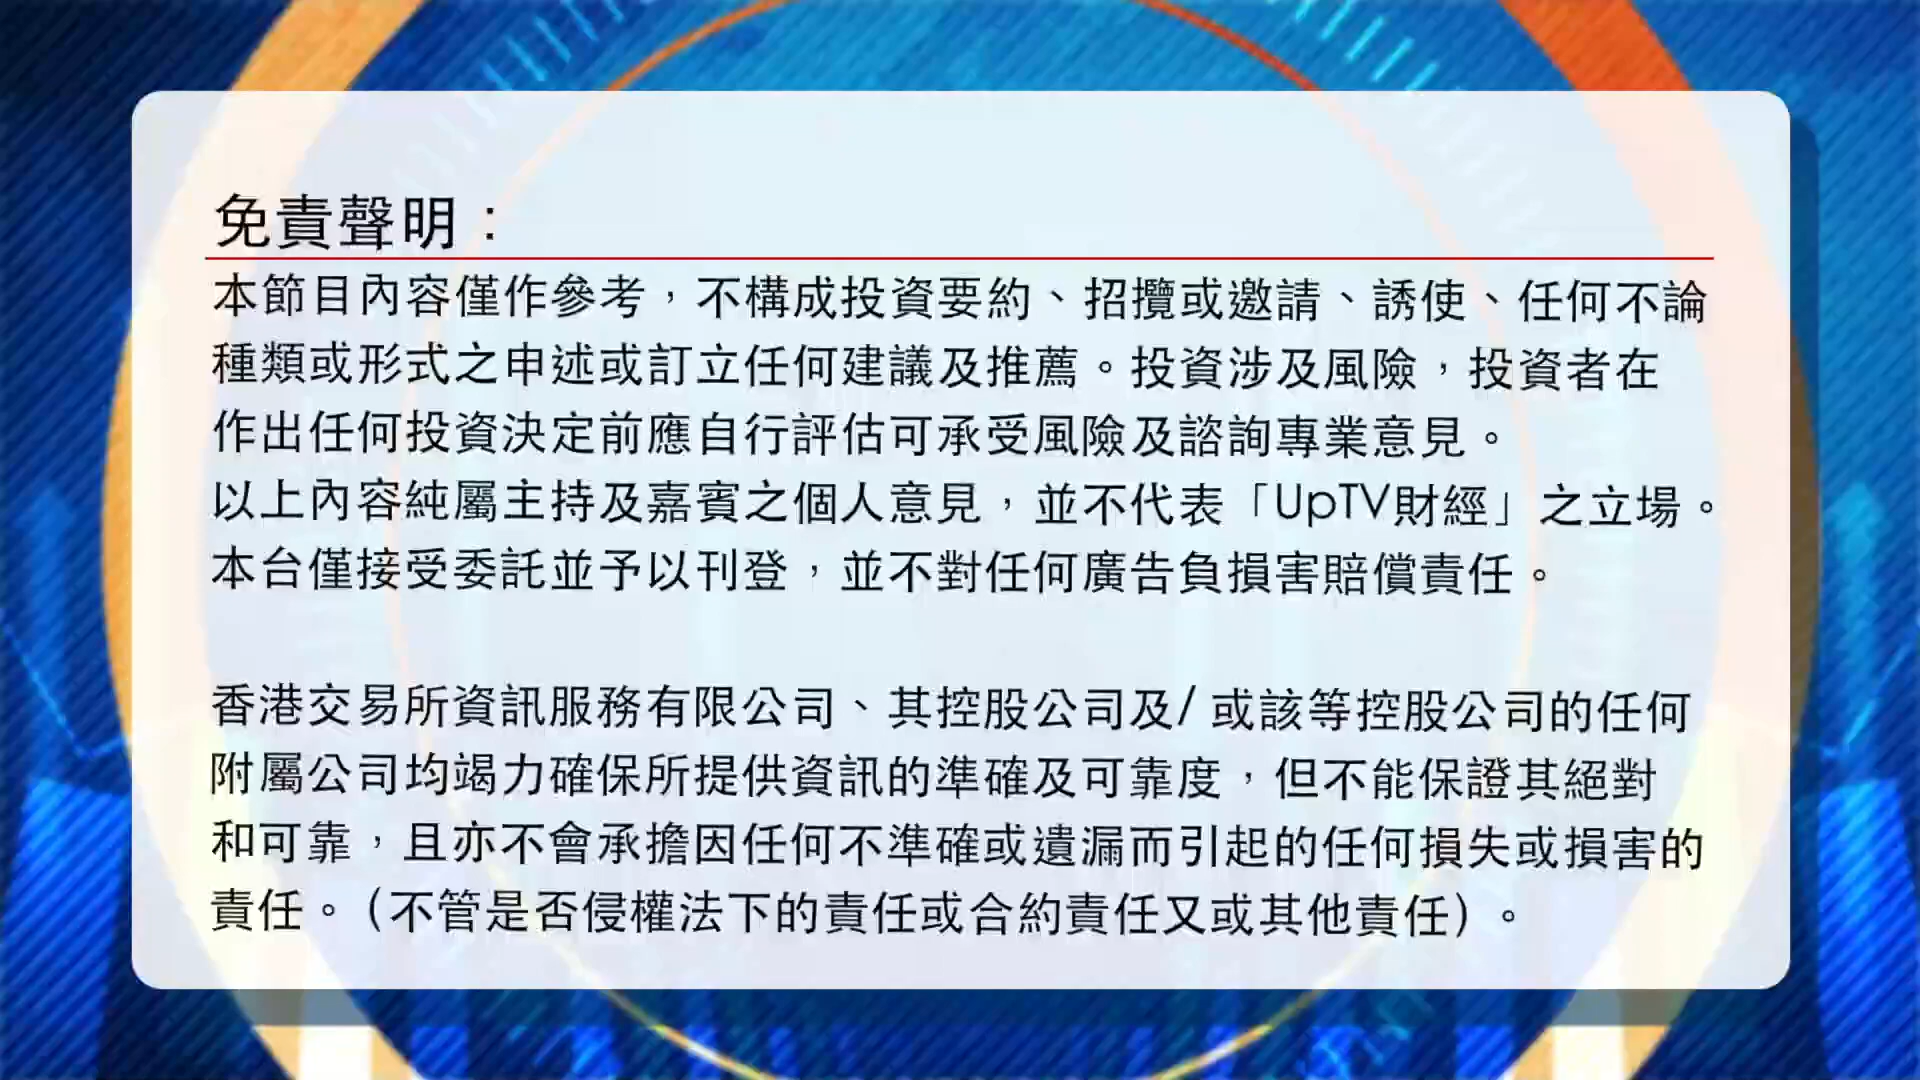 免責聲明：
本節目內容僅作參考，不構成投資要約、招攬或邀請、誘使、任何不論
種類或形式之申述或訂立任何建議及推薦。投資涉及風險，投資者在
作出任何投資決定前應自行評估可承受風險及諮詢專業意見。
以上內容純屬主持及嘉賓之個人意見，並不代表「UpTV財經」之立場。
本台僅接受委託並予以刊登，並不對任何廣告負損害賠償責任。
香港交易所資訊服務有限公司、其控股公司及/ 或該等控股公司的任何
附屬公司均竭力確保所提供資訊的準確及可靠度，但不能保證其絕對
和可靠，且亦不會承擔因任何不準確或遺漏而引起的任何損失或損害的
責任。（不管是否侵權法下的責任或合約責任又或其他責任）。